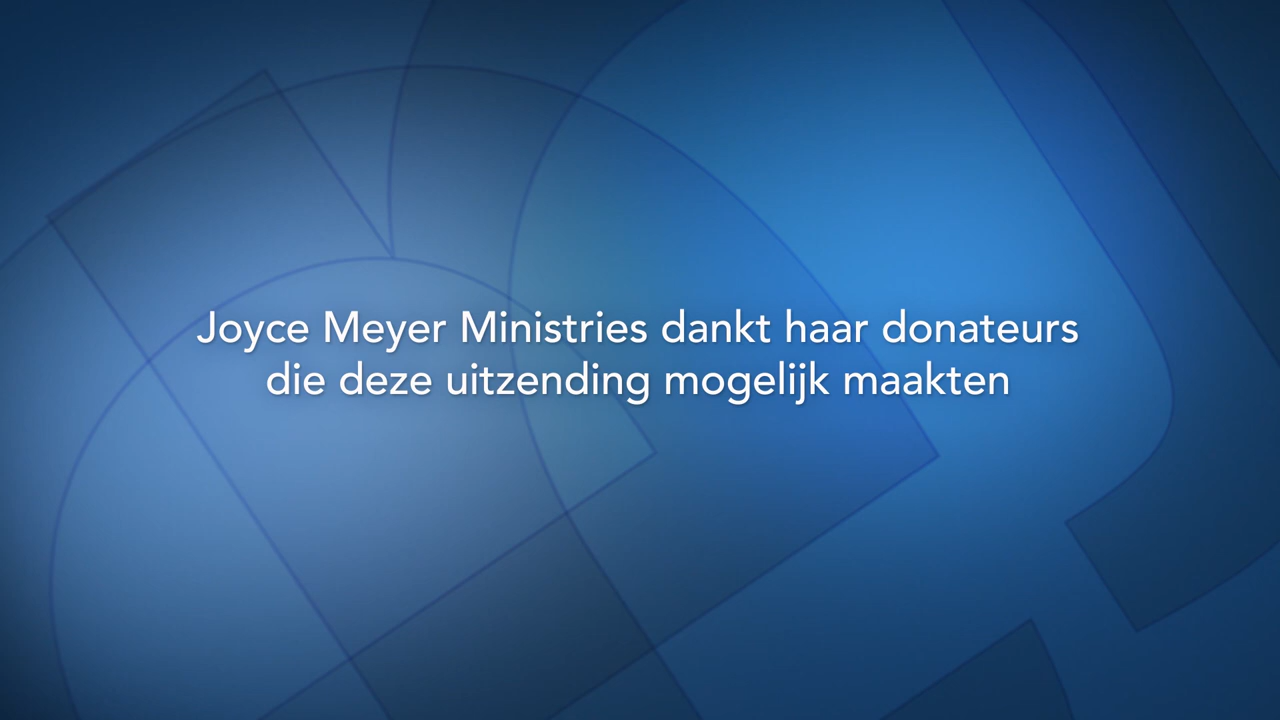 Joyce Meyer Ministries dankt haar donateurs
die deze uitzending mogelijk maakten